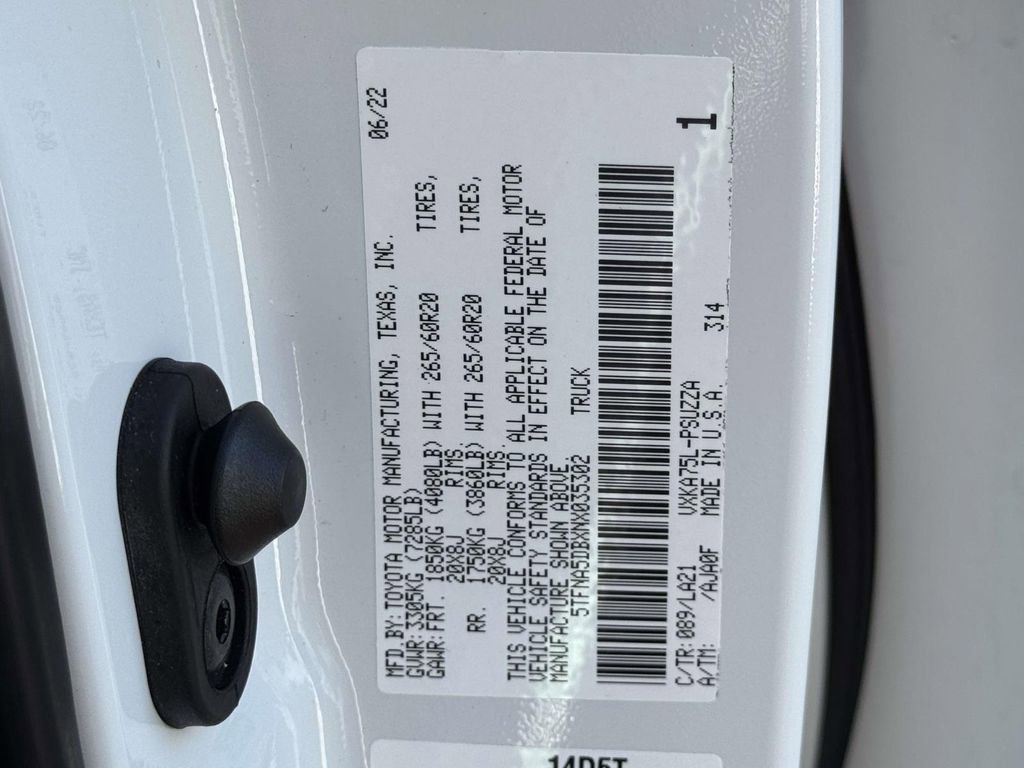 MFD.BY:TOYOTA MOTOR MANUFACTURING, TEXAS, INC. 06/22
GVWR:3305KG (7285LB)
GAWR:FRT. 1850KG (4080LB) WITH 265/60R20 TIRES,
20X8J RIMS.
RR. 1750KG (3860LB) WITH 265/60R20 TIRES,
20X8J RIMS.
THIS VEHICLE CONFORMS TO ALL APPLICABLE FEDERAL MOTOR
VEHICLE SAFETY STANDARDS IN EFFECT ON THE DATE OF
MANUFACTURE SHOWN ABOVE.
5TFNA5DBXNX035302 TRUCK
C/TR:089/LA21 VXKA75L-PSUZZA 1
A/TM: /AJA0F MADE IN U.S.A. 314
14D5T